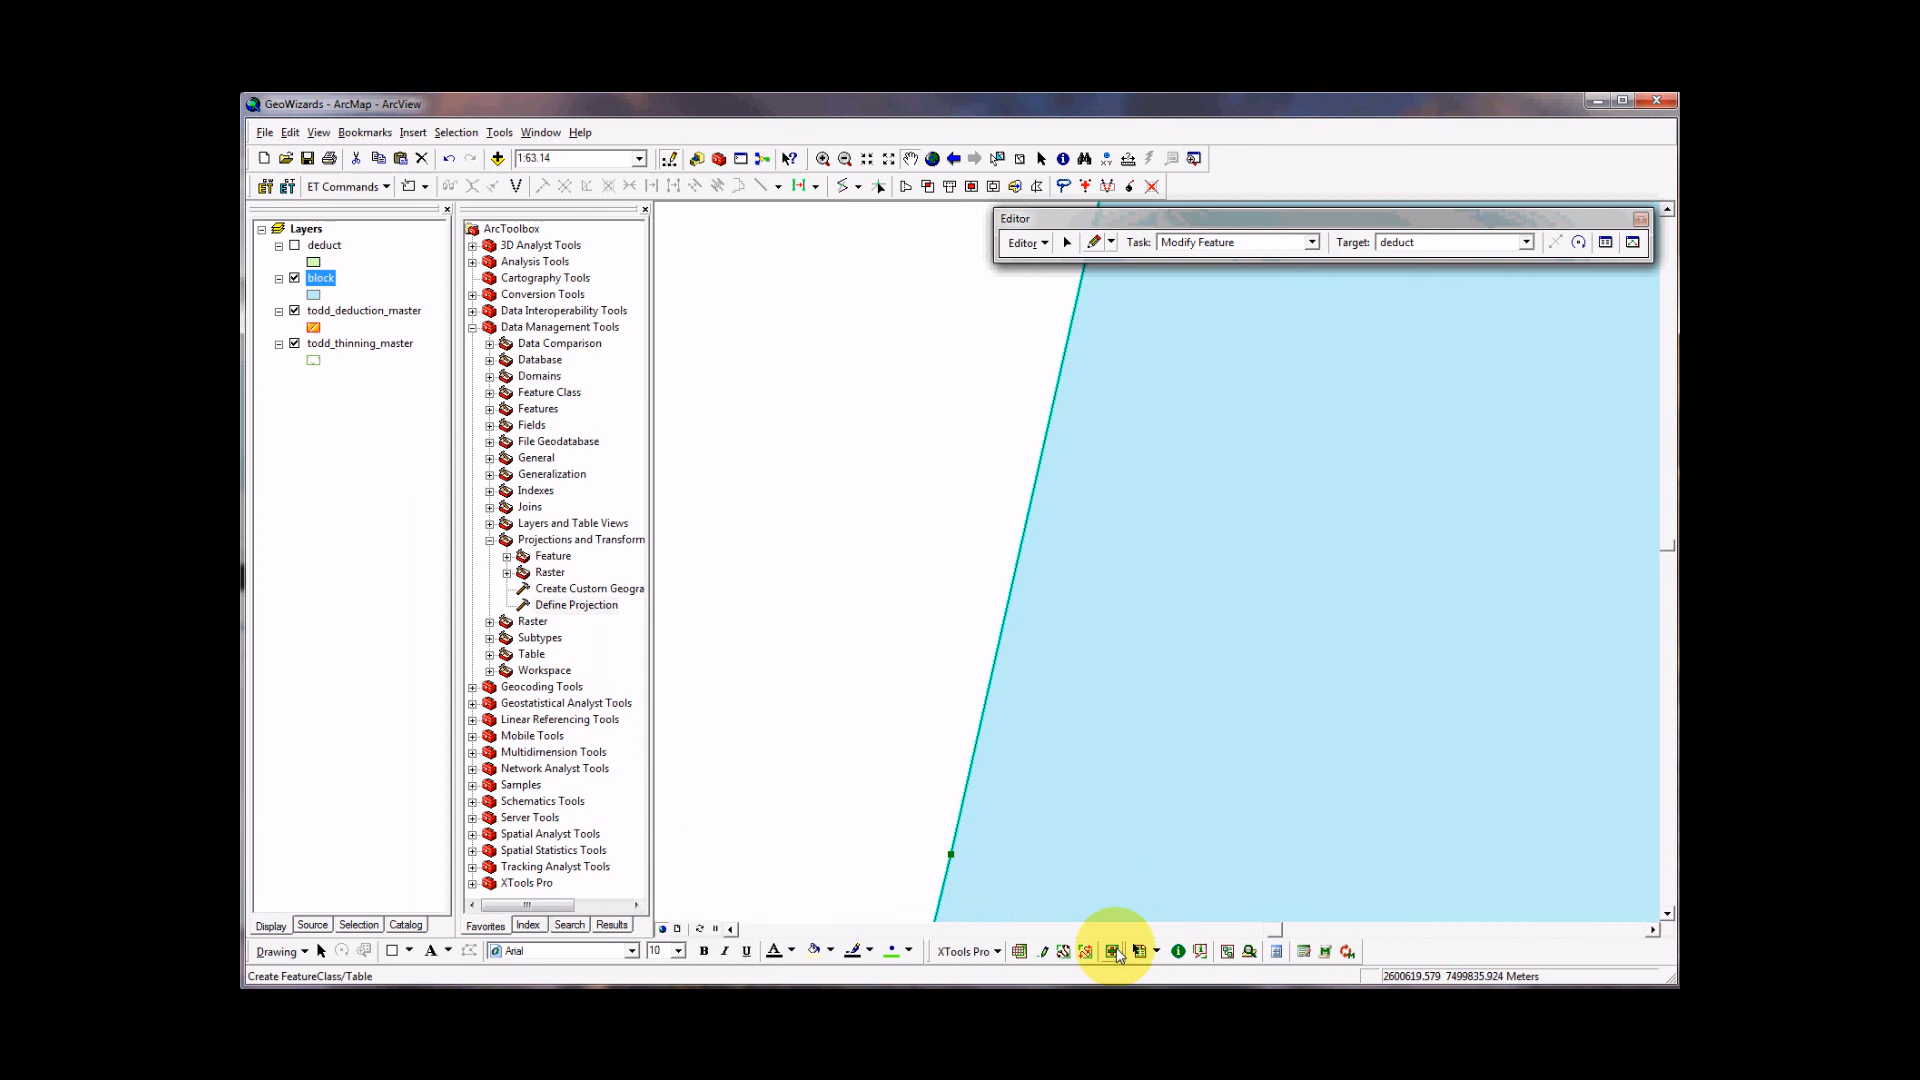 GeoWizards - ArcMap - ArcView
File Edit View Bookmarks Insert Selection Tools Window Help
1:63.14
ET Commands
Layers
deduct
block
todd_deduction_master
todd_thinning_master
Display Source Selection Catalog
ArcToolbox
3D Analyst Tools
Analysis Tools
Cartography Tools
Conversion Tools
Data Interoperability Tools
Data Management Tools
Data Comparison
Database
Domains
Feature Class
Features
Fields
File Geodatabase
General
Generalization
Indexes
Joins
Layers and Table Views
Projections and Transform
Feature
Raster
Create Custom Geogra
Define Projection
Raster
Subtypes
Table
Workspace
Geocoding Tools
Geostatistical Analyst Tools
Linear Referencing Tools
Mobile Tools
Multidimension Tools
Network Analyst Tools
Samples
Schematics Tools
Server Tools
Spatial Analyst Tools
Spatial Statistics Tools
Tracking Analyst Tools
XTools Pro
Favorites Index Search Results
Editor
Editor Task: Modify Feature Target: deduct
Drawing A Arial 10 B I U A XTools Pro
Create FeatureClass/Table
2600619.579 7499835.924 Meters